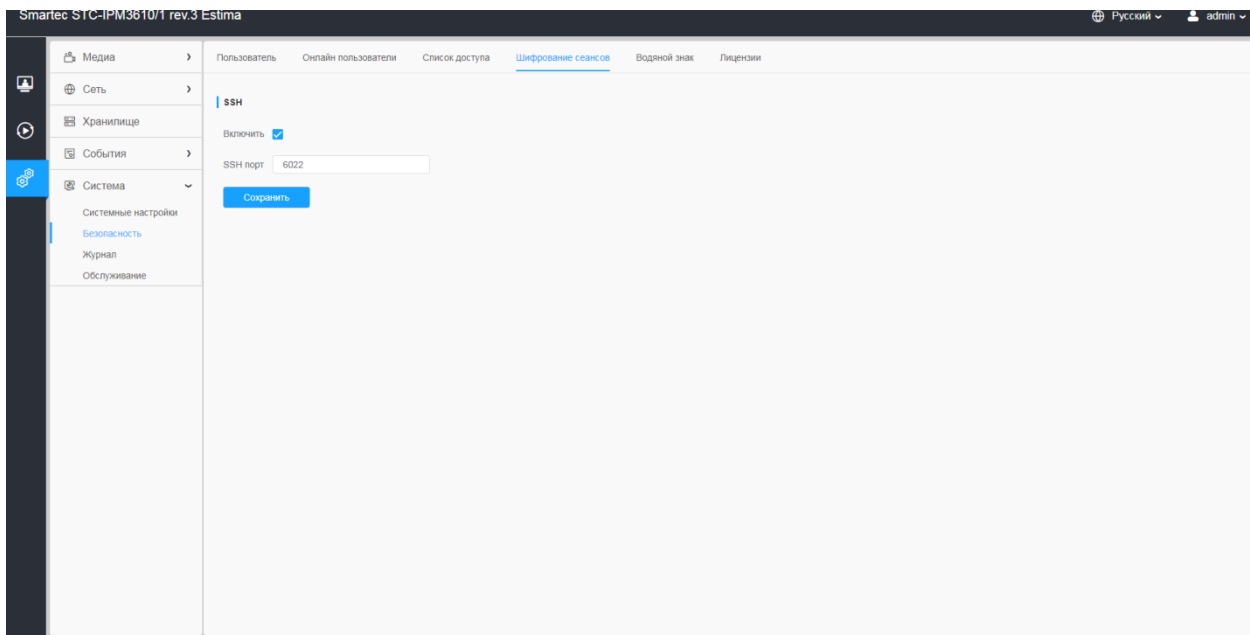 Smartec STC-IPM3610/1 rev.3 Estima
Русский
admin
Медиа
Сеть
Хранилище
События
Система
Системные настройки
Безопасность
Журнал
Обслуживание
Пользователь Онлайн пользователи Список доступа Шифрование сеансов Водяной знак Лицензии
SSH
Включить
SSH порт 6022
Сохранить